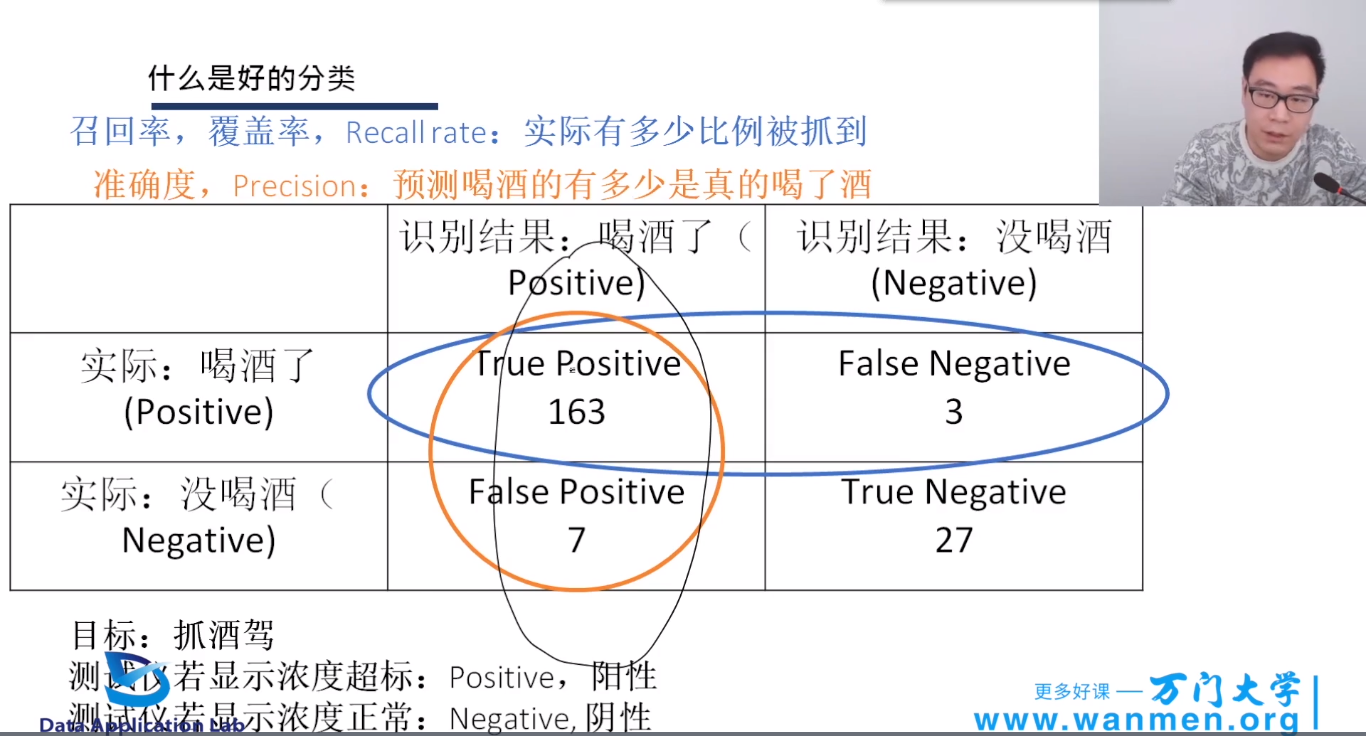 什么是好的分类
召回率，覆盖率，Recall rate：实际有多少比例被抓到
准确度，Precision：预测喝酒的有多少是真的喝了酒
识别结果：喝酒了（
Positive)
识别结果：没喝酒
(Negative)
实际：喝酒了
(Positive)
True Positive
163
False Negative
3
实际：没喝酒（
Negative)
False Positive
7
True Negative
27
目标：抓酒驾
测试仪若显示浓度超标：Positive，阳性
测试仪若显示浓度正常：Negative, 阴性
Data Application Lab
更多好课 — 万门大学
www.wanmen.org